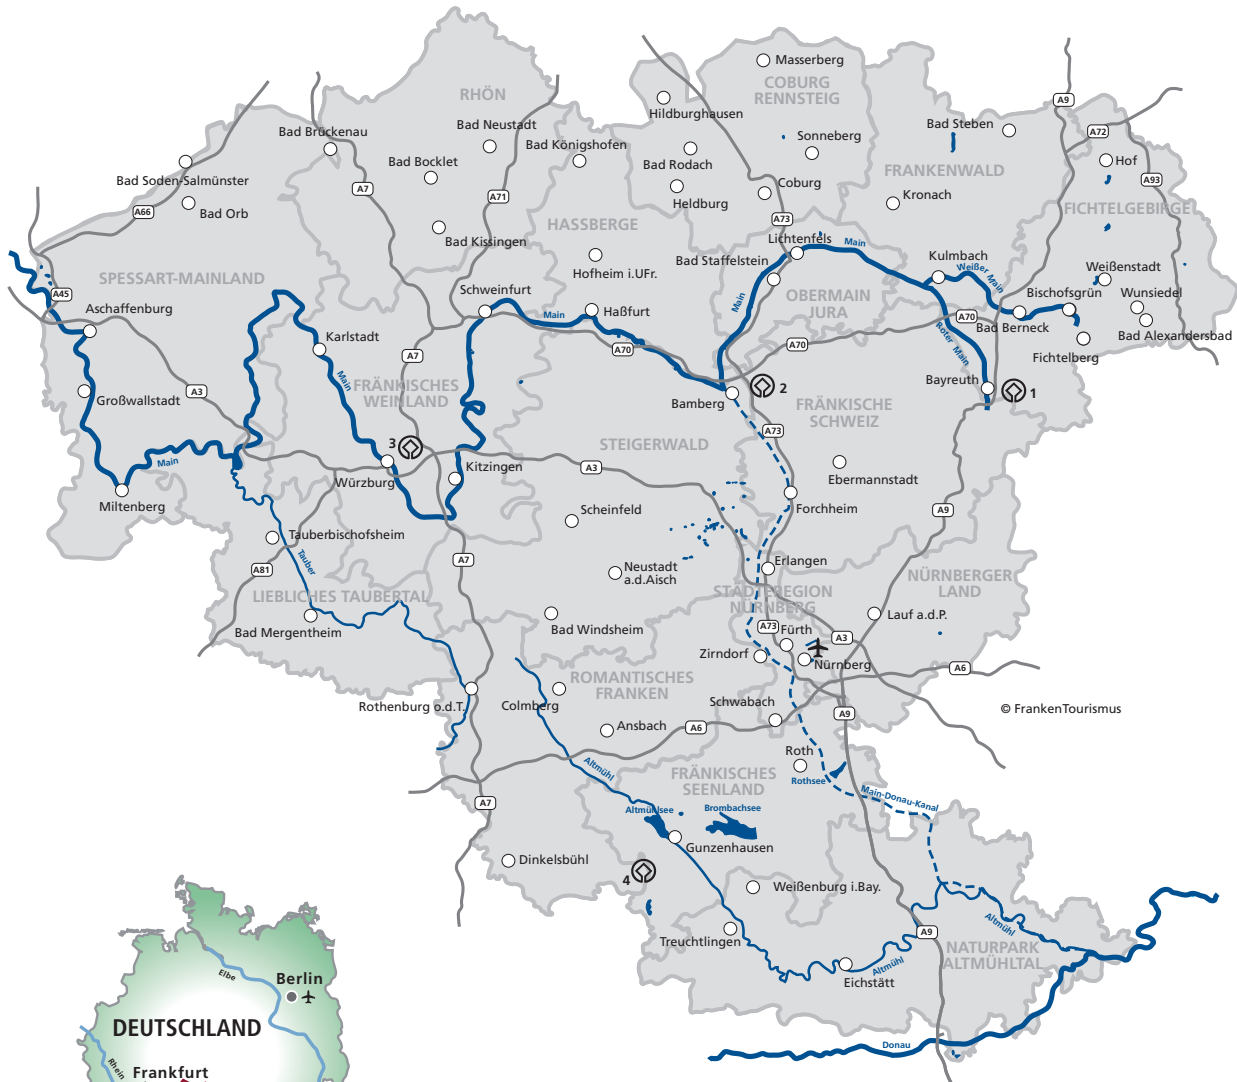 Masserberg
COBURG
RENNSTEIG
RHÖN
Hildburghausen
A9
Bad Neustadt
Bad Steben
A72
Bad Brückenau
Sonneberg
Bad Königshofen
Bad Bocklet
Bad Rodach
Hof
FRANKENWALD
Bad Soden-Salmünster
A7
Coburg
A93
A71
Kronach
Heldburg
A66
Bad Orb
FICHTELGEBIRGE
A73
HASSBERGE
Bad Kissingen
Lichtenfels
Main
Kulmbach
Bad Staffelstein
Weißer Main
Weißenstadt
Hofheim i.UFr.
SPESSART-MAINLAND
A45
Schweinfurt
OBERMAIN
JURA
Bischofsgrün
Wunsiedel
Main
Aschaffenburg
Haßfurt
Main
A70
Bad Berneck
Bad Alexandersbad
Karlstadt
A70
A70
Roter Main
Fichtelberg
A7
Main
FRÄNKISCHES
WEINLAND
Bayreuth
1
2
A3
Großwallstadt
Bamberg
FRÄNKISCHE
SCHWEIZ
A73
3
STEIGERWALD
Main
A3
Kitzingen
Würzburg
Ebermannstadt
Miltenberg
Forchheim
A9
Scheinfeld
Tauberbischofsheim
Tauber
A7
Erlangen
A81
Neustadt
a.d.Aisch
NÜRNBERGER
LAND
LIEBLICHES TAUBERTAL
STÄDTEREGION
NÜRNBERG
Lauf a.d.P.
Bad Mergentheim
Bad Windsheim
A73
Fürth
A3
Zirndorf
Nürnberg
A6
ROMANTISCHES
FRANKEN
Rothenburg o.d.T.
Colmberg
Schwabach
© FrankenTourismus
A9
Ansbach
A6
Roth
Altmühl
FRÄNKISCHES
SEENLAND
Rothsee
Main-Donau-Kanal
A7
Altmühlsee
Brombachsee
Gunzenhausen
Dinkelsbühl
4
Weißenburg i.Bay.
Altmühl
Treuchtlingen
A9
NATURPARK
ALTMÜHLTAL
Altmühl
Eichstätt
Elbe
Berlin
DEUTSCHLAND
Donau
Rhein
Frankfurt